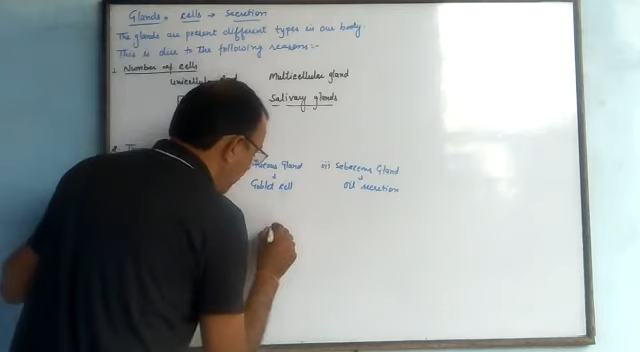 Glands = cells → secretion
The glands are present different types in our body.
This is due to the following reasons:-
1. Number of cells
Multicellular gland
Salivary glands
2.
Gland iii) Sebaceous Gland
↓ ↓
Goblet cell Oil secretion